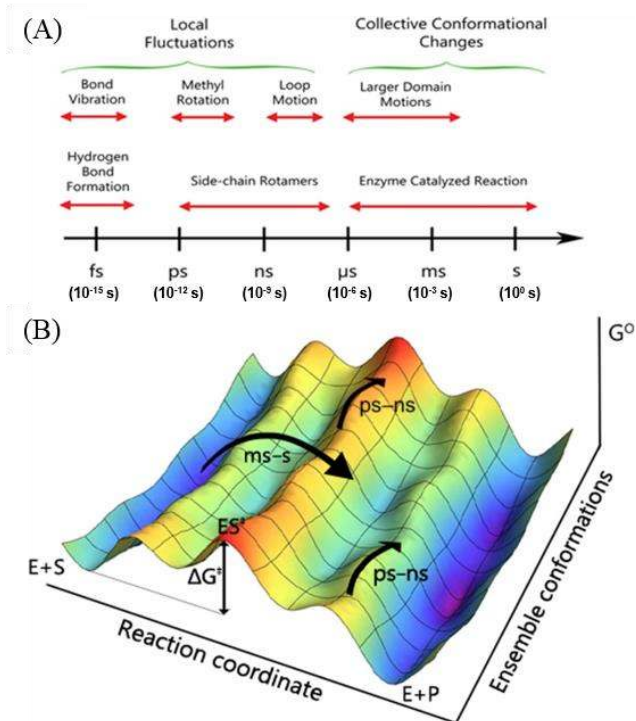 (A)
Local
Fluctuations
Collective Conformational
Changes
Bond
Vibration
Methyl
Rotation
Loop
Motion
Larger Domain
Motions
Hydrogen
Bond
Formation
Side-chain Rotamers
Enzyme Catalyzed Reaction
fs
ps
ns
µs
ms
s
(10⁻¹⁵ s)
(10⁻¹² s)
(10⁻⁹ s)
(10⁻⁶ s)
(10⁻³ s)
(10⁰ s)
(B)
G⁰
ps–ns
ms–s
ES‡
ps–ns
E+S
ΔG‡
Reaction coordinate
E+P
Ensemble conformations